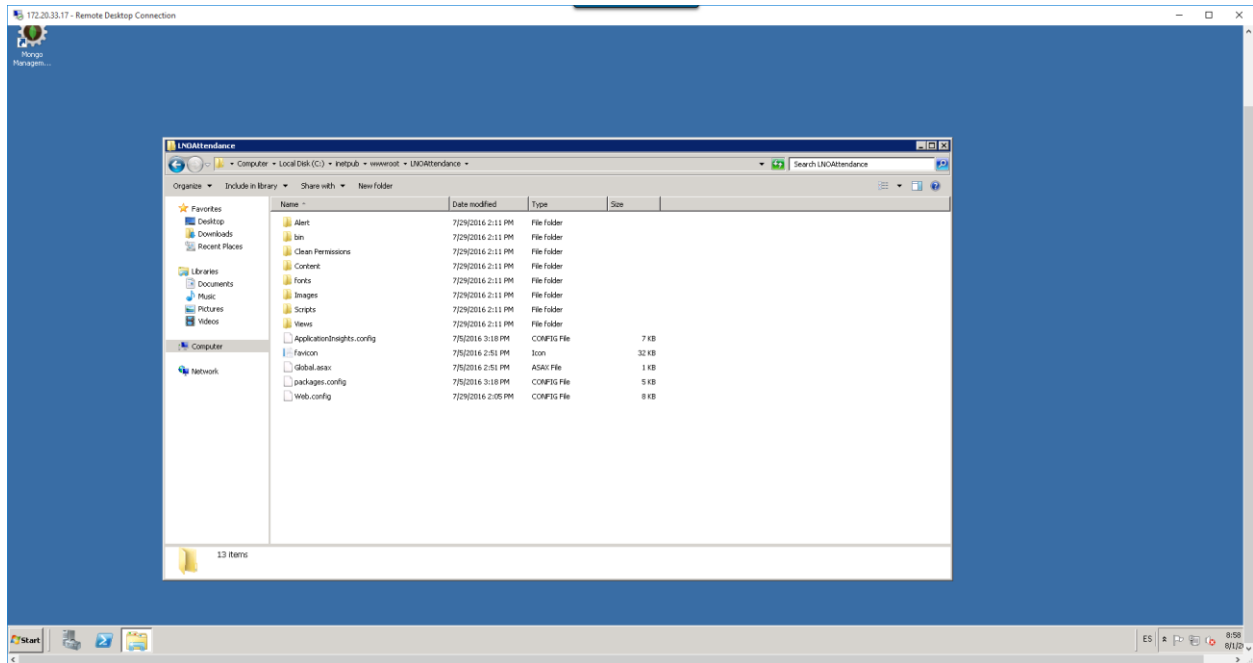 172.20.33.17 - Remote Desktop Connection
Mongo
Managem...
LNOAttendance
Computer
Local Disk (C:)
inetpub
wwwroot
LNOAttendance
Search LNOAttendance
Organize
Include in library
Share with
New folder
Favorites
Desktop
Downloads
Recent Places
Libraries
Documents
Music
Pictures
Videos
Computer
Network
Name Date modified Type Size
Alert 7/29/2016 2:11 PM File folder
bin 7/29/2016 2:11 PM File folder
Clean Permissions 7/29/2016 2:11 PM File folder
Content 7/29/2016 2:11 PM File folder
fonts 7/29/2016 2:11 PM File folder
Images 7/29/2016 2:11 PM File folder
Scripts 7/29/2016 2:11 PM File folder
Views 7/29/2016 2:11 PM File folder
ApplicationInsights.config 7/5/2016 3:18 PM CONFIG File 7 KB
favicon 7/5/2016 2:51 PM Icon 32 KB
Global.asax 7/5/2016 2:51 PM ASAX File 1 KB
packages.config 7/5/2016 3:18 PM CONFIG File 5 KB
Web.config 7/29/2016 2:05 PM CONFIG File 8 KB
13 items
Start
ES
8:58
8/1/2